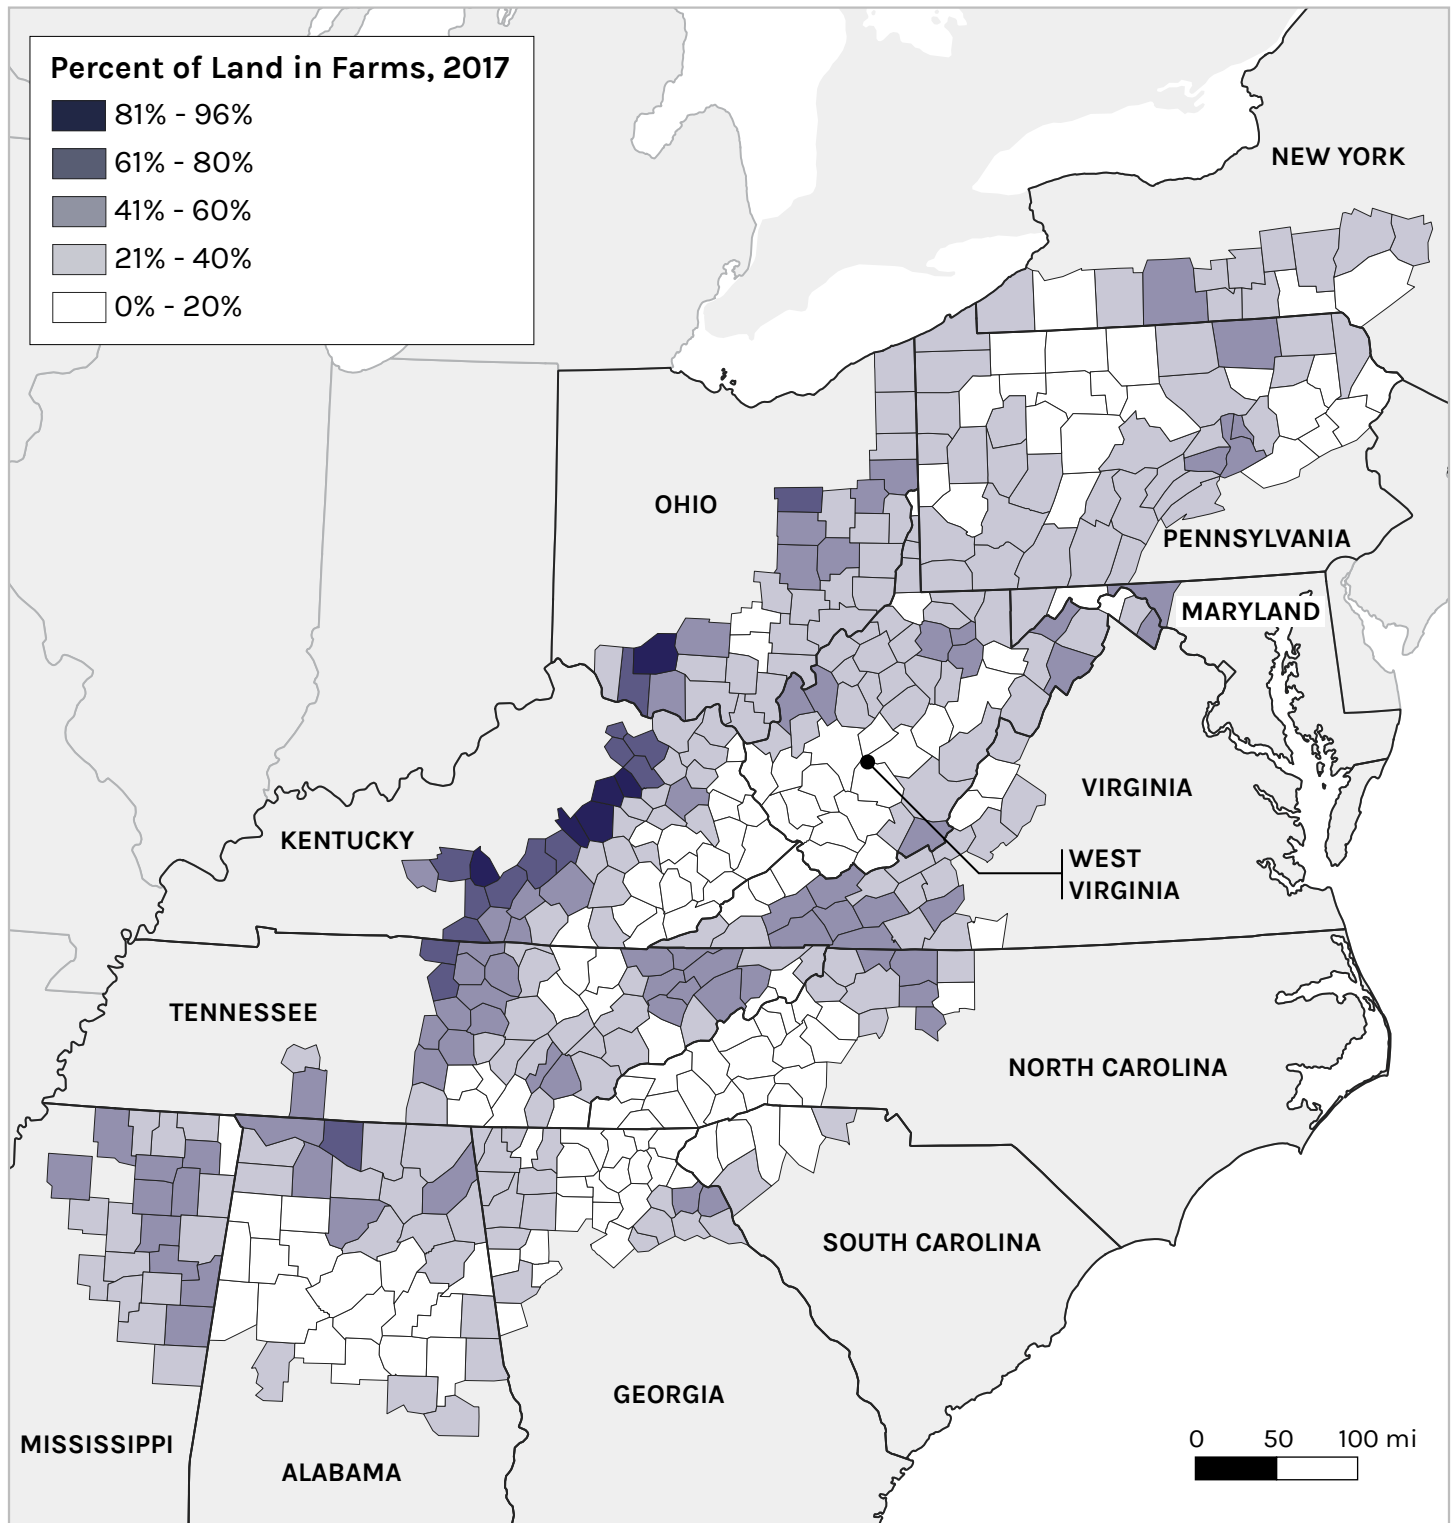 Percent of Land in Farms, 2017
81% - 96%
61% - 80%
41% - 60%
21% - 40%
0% - 20%
NEW YORK
OHIO
PENNSYLVANIA
MARYLAND
VIRGINIA
KENTUCKY
WEST
VIRGINIA
TENNESSEE
NORTH CAROLINA
SOUTH CAROLINA
GEORGIA
MISSISSIPPI
ALABAMA
0 50 100 mi